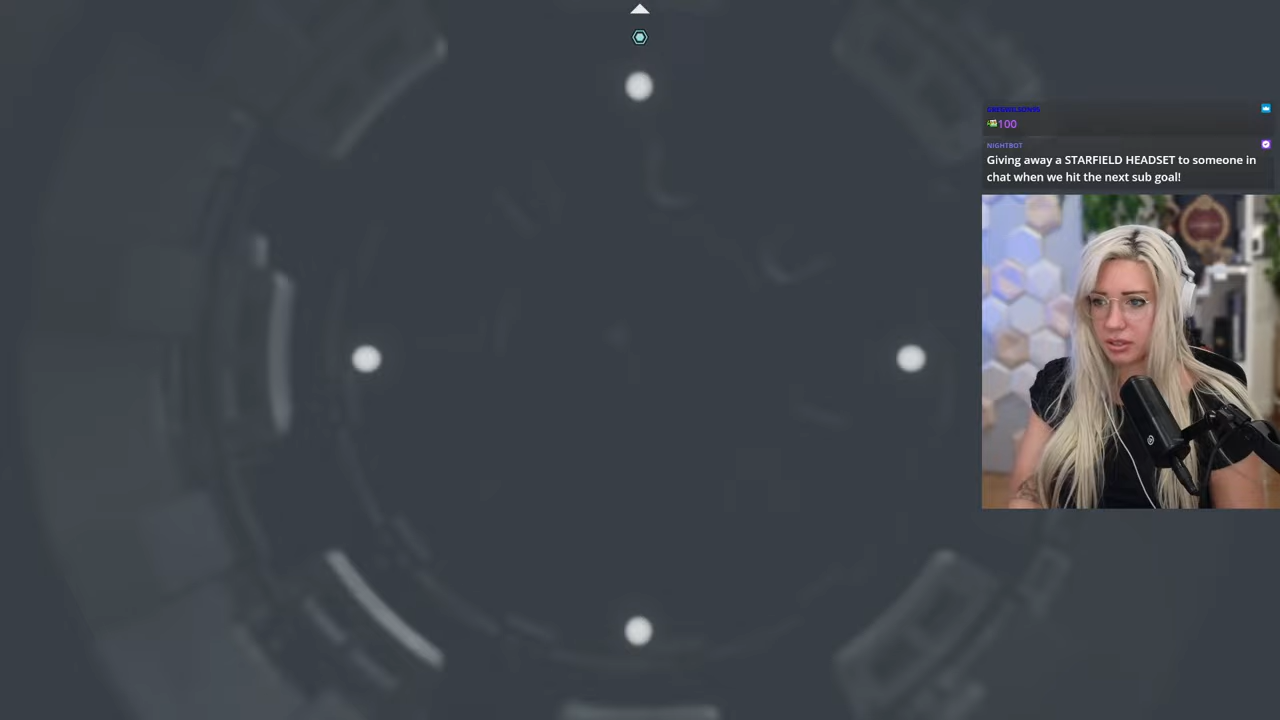 100
NIGHTBOT
Giving away a STARFIELD HEADSET to someone in
chat when we hit the next sub goal!